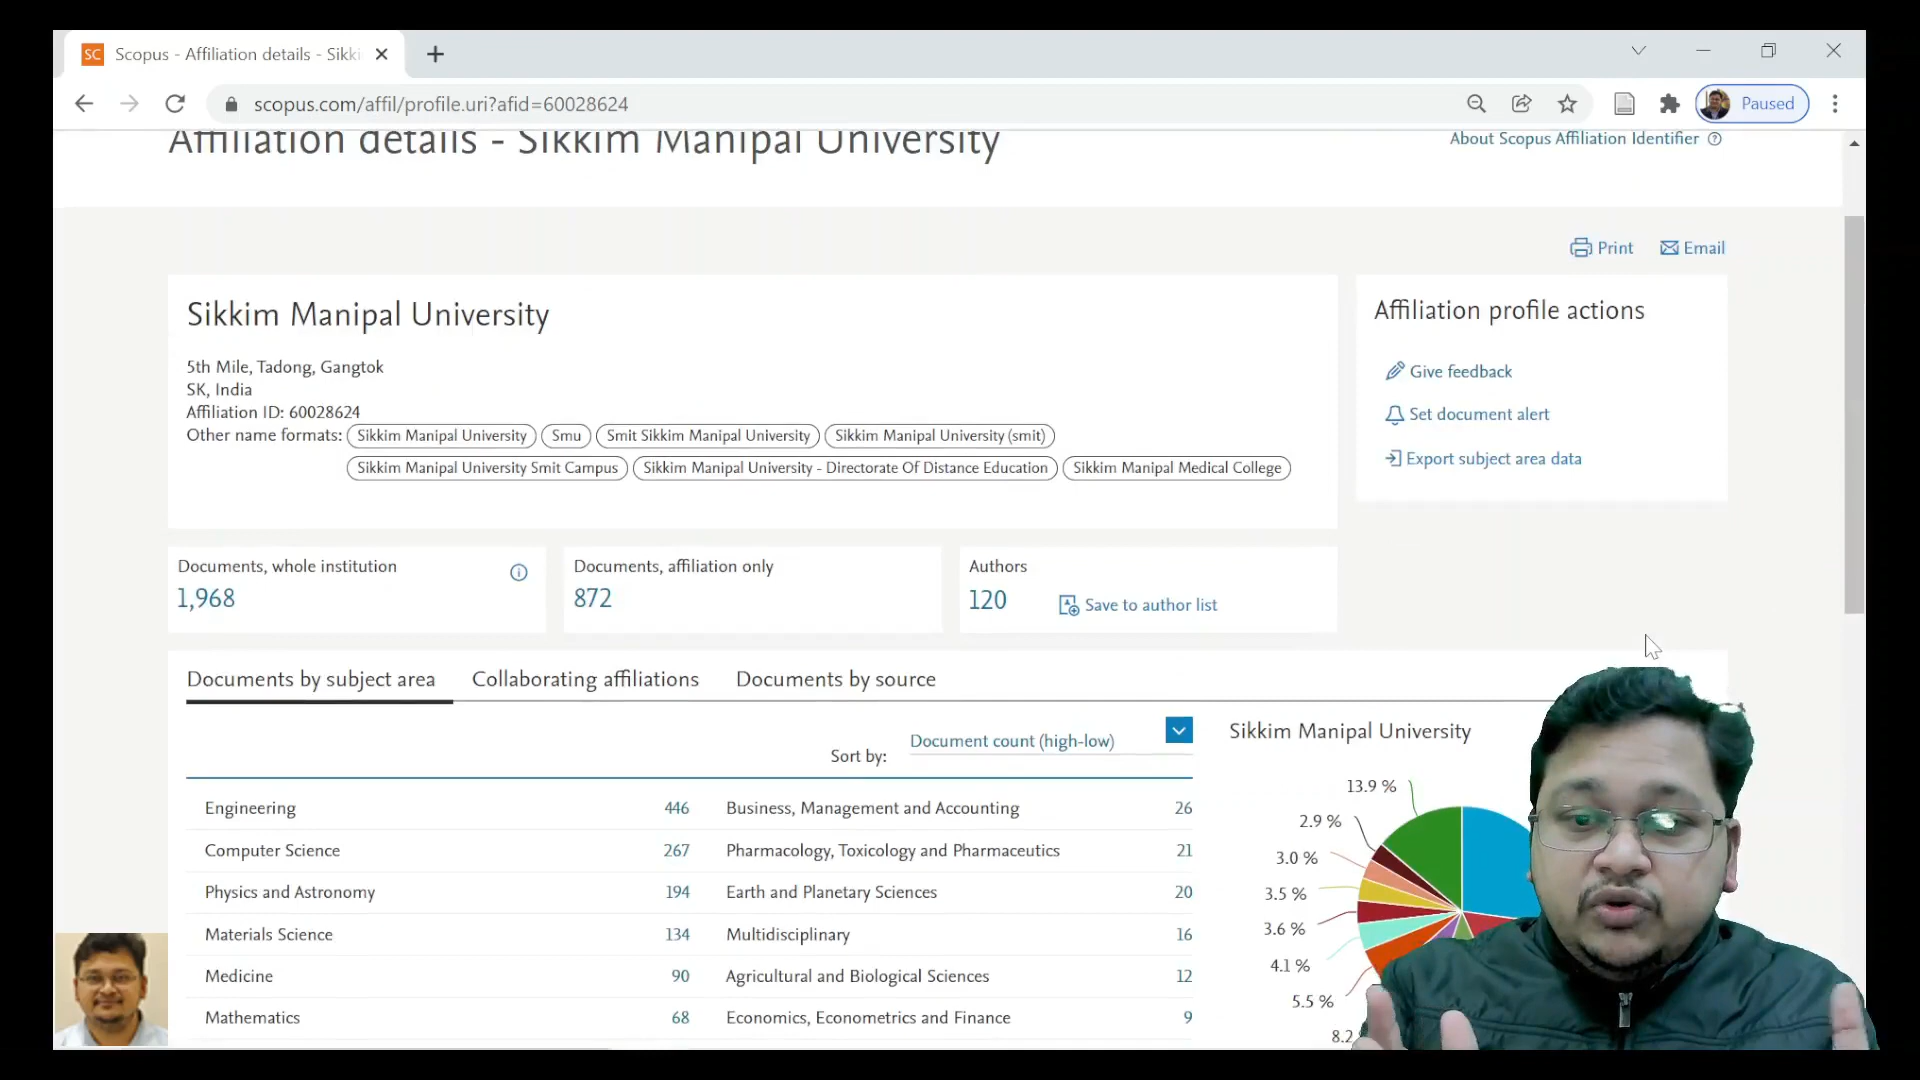 SC Scopus - Affiliation details - Sikki
scopus.com/affil/profile.uri?afid=60028624
Paused
Affiliation details - Sikkim Manipal University
About Scopus Affiliation Identifier
Print Email
Sikkim Manipal University
5th Mile, Tadong, Gangtok
SK, India
Affiliation ID: 60028624
Other name formats: Sikkim Manipal University Smu Smit Sikkim Manipal University Sikkim Manipal University (smit)
Sikkim Manipal University Smit Campus Sikkim Manipal University - Directorate Of Distance Education Sikkim Manipal Medical College
Affiliation profile actions
Give feedback
Set document alert
Export subject area data
Documents, whole institution
1,968
Documents, affiliation only
872
Authors
120 Save to author list
Documents by subject area Collaborating affiliations Documents by source
Sort by: Document count (high-low)
Engineering 446 Business, Management and Accounting 26
Computer Science 267 Pharmacology, Toxicology and Pharmaceutics 21
Physics and Astronomy 194 Earth and Planetary Sciences 20
Materials Science 134 Multidisciplinary 16
Medicine 90 Agricultural and Biological Sciences 12
Mathematics 68 Economics, Econometrics and Finance 9
Sikkim Manipal University
13.9 %
2.9 %
3.0 %
3.5 %
3.6 %
4.1 %
5.5 %
8.2